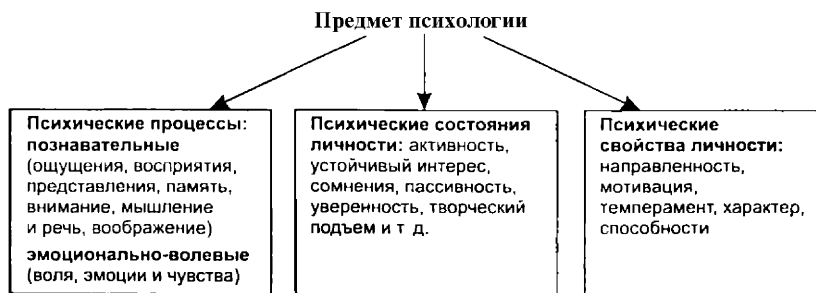 Предмет психологии
Психические процессы:
познавательные
(ощущения, восприятия,
представления, память,
внимание, мышление
и речь, воображение)
эмоционально-волевые
(воля, эмоции и чувства)
Психические состояния
личности: активность,
устойчивый интерес,
сомнения, пассивность,
уверенность, творческий
подъем и т д.
Психические
свойства личности:
направленность,
мотивация,
темперамент, характер,
способности